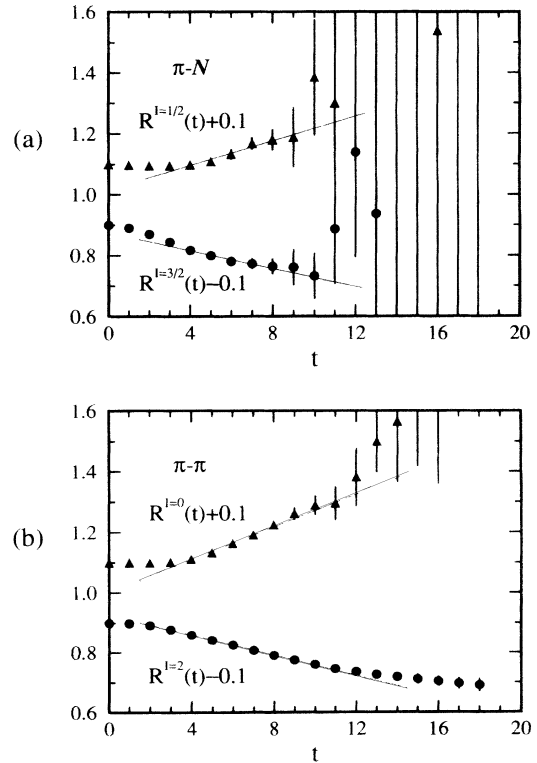 1.6
π-N
1.4
R^{I=1/2}(t)+0.1
(a)
1.2
1.0
0.8
R^{I=3/2}(t)−0.1
0.6
0 4 8 12 16 20
t
1.6
π-π
1.4
R^{I=0}(t)+0.1
(b)
1.2
1.0
0.8
R^{I=2}(t)−0.1
0.6
0 4 8 12 16 20
t